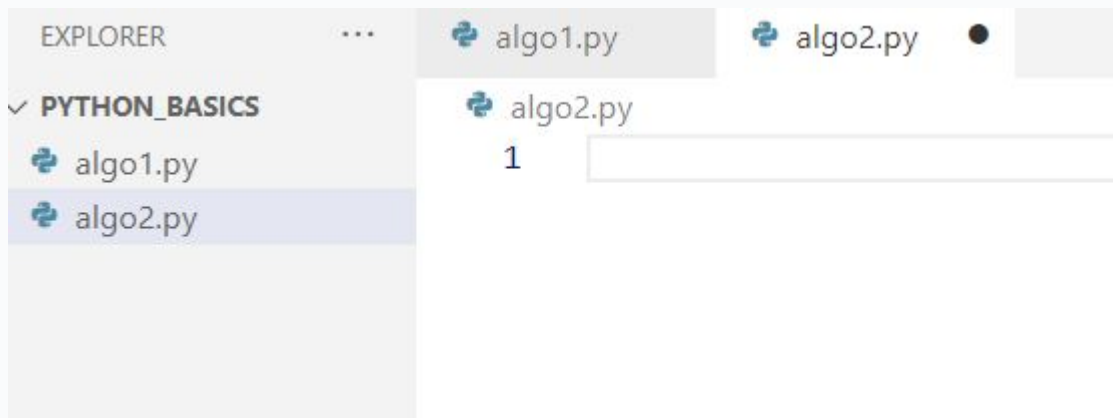 EXPLORER ...
PYTHON_BASICS
algo1.py
algo2.py
algo1.py algo2.py
algo2.py
1